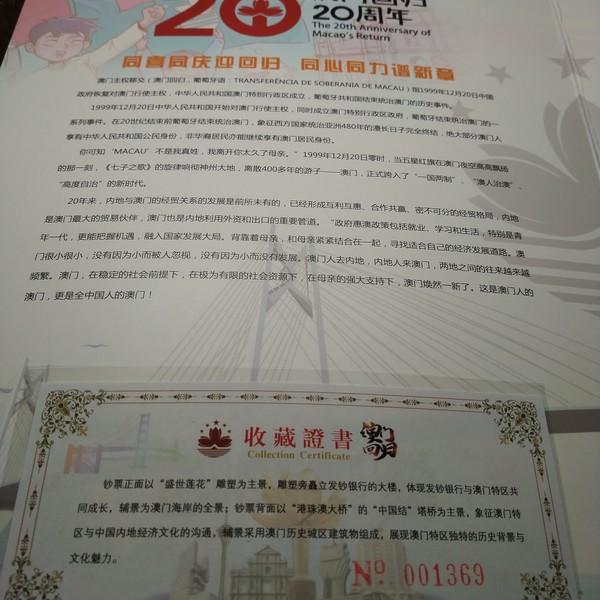 20周年
The 20th Anniversary of
Macao's Return
同喜同庆迎回归 同心同力谱新章
澳门主权移交（澳门回归，葡萄牙语：TRANSFERÊNCIA DE SOBERANIA DE MACAU）指1999年12月20日中国
政府恢复对澳门行使主权，中华人民共和国澳门特别行政区成立，葡萄牙共和国结束统治澳门的历史事件。
1999年12月20日中华人民共和国开始对澳门行使主权，同时成立澳门特别行政区政府，葡萄牙结束统治澳门的一
系列事件。在20世纪结束前葡萄牙结束统治澳门，象征西方国家统治亚洲480年的漫长日子完全终结，绝大部分澳门人
享有中华人民共和国公民身份，非华裔居民亦能继续享有澳门居民身份。
你可知“MACAU”不是我真姓，我离开你太久了母亲。”1999年12月20日零时，当五星红旗在澳门夜空高高飘扬
的那一刻，《七子之歌》的旋律响彻神州大地，离散400多年的游子——澳门，正式跨入了“一国两制”、“澳人治澳”、
“高度自治”的新时代。
20年来，内地与澳门的经贸关系的发展是前所未有的，已经形成互利互惠、合作共赢、密不可分的经贸格局，内地
是澳门最大的贸易伙伴，澳门也是内地利用外资和出口的重要管道。“政府惠澳政策包括就业、学习和生活，特别是青
年一代，更能把握机遇，融入国家发展大局。背靠着母亲，和母亲紧紧结合在一起，寻找适合自己的经济发展道路。澳
门很小很小，没有因为小而被人忽视，没有因为小而没有发展。澳门人去内地，内地人来澳门，两地之间的往来越来越
频繁。澳门，在稳定的社会前提下，在极为有限的社会资源下，在母亲的强大支持下，澳门焕然一新了。这是澳门人的
澳门，更是全中国人的澳门！
收藏證書 澳门回归
Collection Certificate
钞票正面以“盛世莲花”雕塑为主景，雕塑旁矗立发钞银行的大楼，体现发钞银行与澳门特区共
同成长，辅景为澳门海岸的全景；钞票背面以“港珠澳大桥”的“中国结”塔桥为主景，象征澳门特
区与中国内地经济文化的沟通，辅景采用澳门历史城区建筑物组成，展现澳门特区独特的历史背景与
文化魅力。
Nº 001369